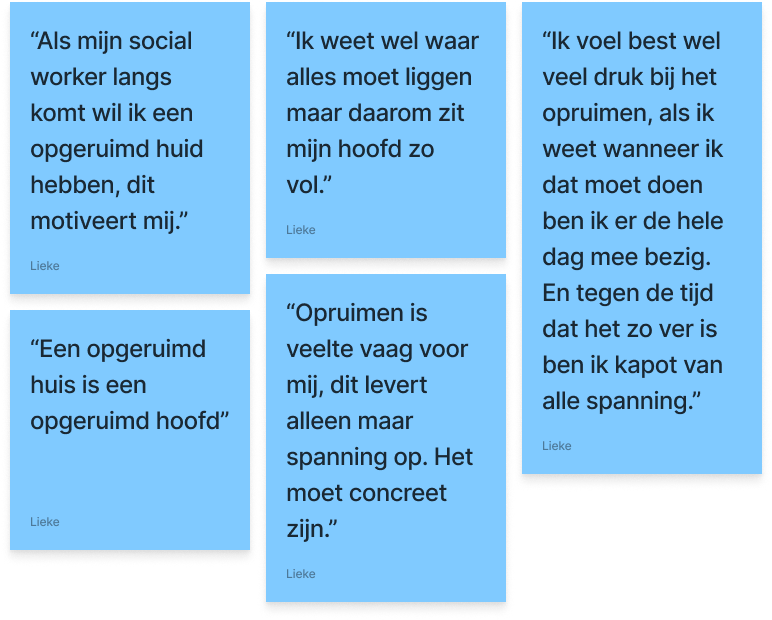 “Als mijn social
worker langs
komt wil ik een
opgeruimd huid
hebben, dit
motiveert mij.”
Lieke
“Een opgeruimd
huis is een
opgeruimd hoofd”
Lieke
“Ik weet wel waar
alles moet liggen
maar daarom zit
mijn hoofd zo
vol.”
Lieke
“Opruimen is
veelte vaag voor
mij, dit levert
alleen maar
spanning op. Het
moet concreet
zijn.”
Lieke
“Ik voel best wel
veel druk bij het
opruimen, als ik
weet wanneer ik
dat moet doen
ben ik er de hele
dag mee bezig.
En tegen de tijd
dat het zo ver is
ben ik kapot van
alle spanning.”
Lieke